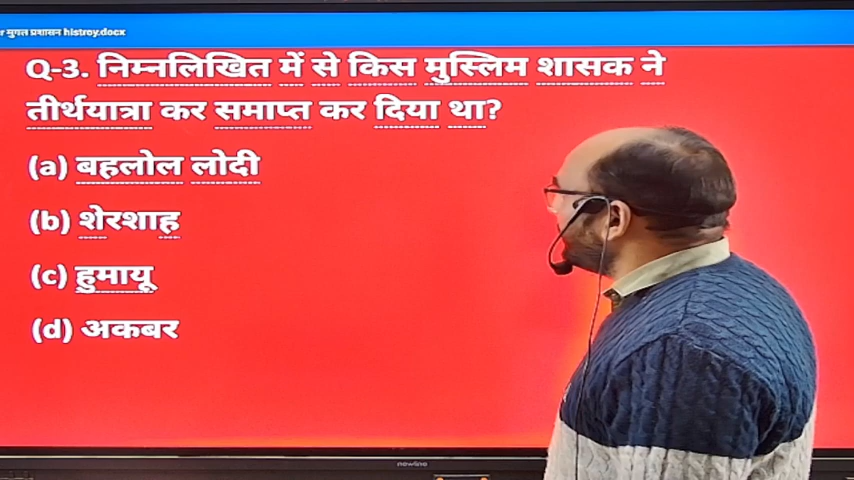 r मुगल प्रशासन histroy.docx
Q-3. निम्नलिखित में से किस मुस्लिम शासक ने
तीर्थयात्रा कर समाप्त कर दिया था?
(a) बहलोल लोदी
(b) शेरशाह
(c) हुमायू
(d) अकबर
newline